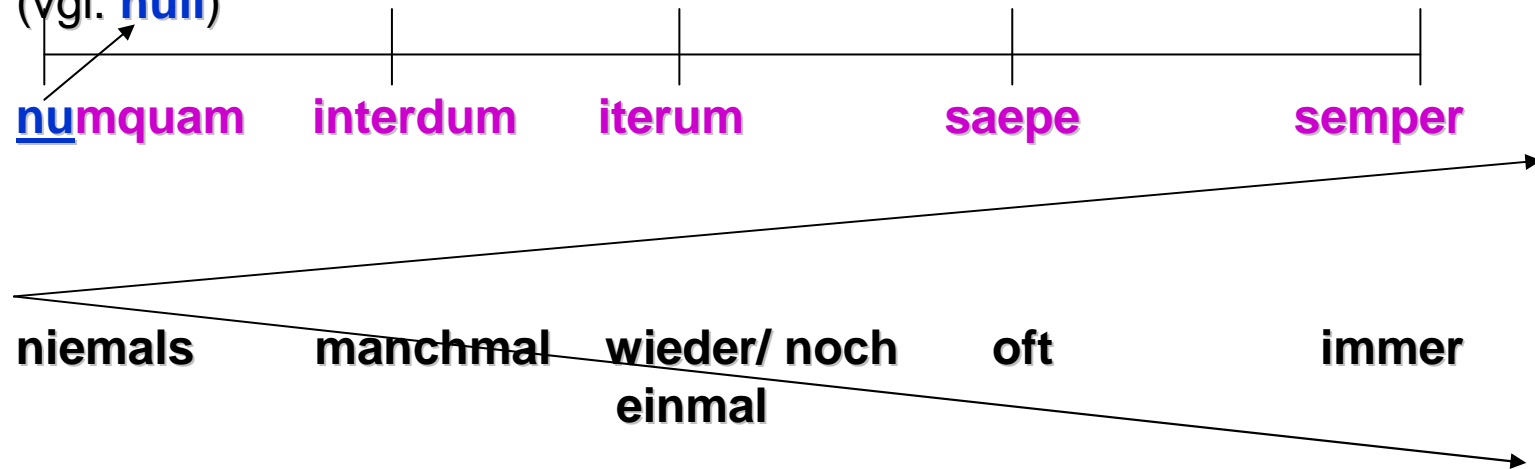 (vgl. null)
numquam interdum iterum saepe semper
niemals manchmal wieder/ noch oft immer
einmal